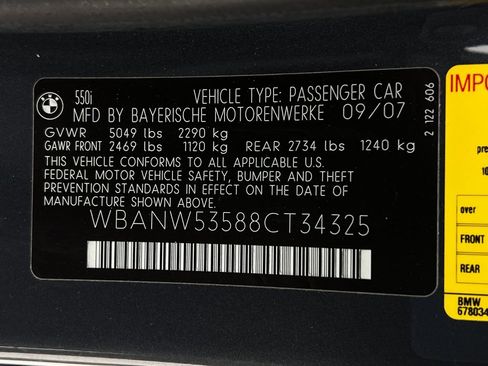 BMW
550i
VEHICLE TYPE: PASSENGER CAR
MFD BY BAYERISCHE MOTORENWERKE 09/07
GVWR 5049 lbs 2290 kg
GAWR FRONT 2469 lbs 1120 kg REAR 2734 lbs 1240 kg
THIS VEHICLE CONFORMS TO ALL APPLICABLE U.S.
FEDERAL MOTOR VEHICLE SAFETY, BUMPER AND THEFT
PREVENTION STANDARDS IN EFFECT ON THE DATE OF
MANUFACTURE SHOWN ABOVE.
WBANW53588CT34325
2 122 606
IMPO
pre
10
over
FRONT
REAR
BMW
678034